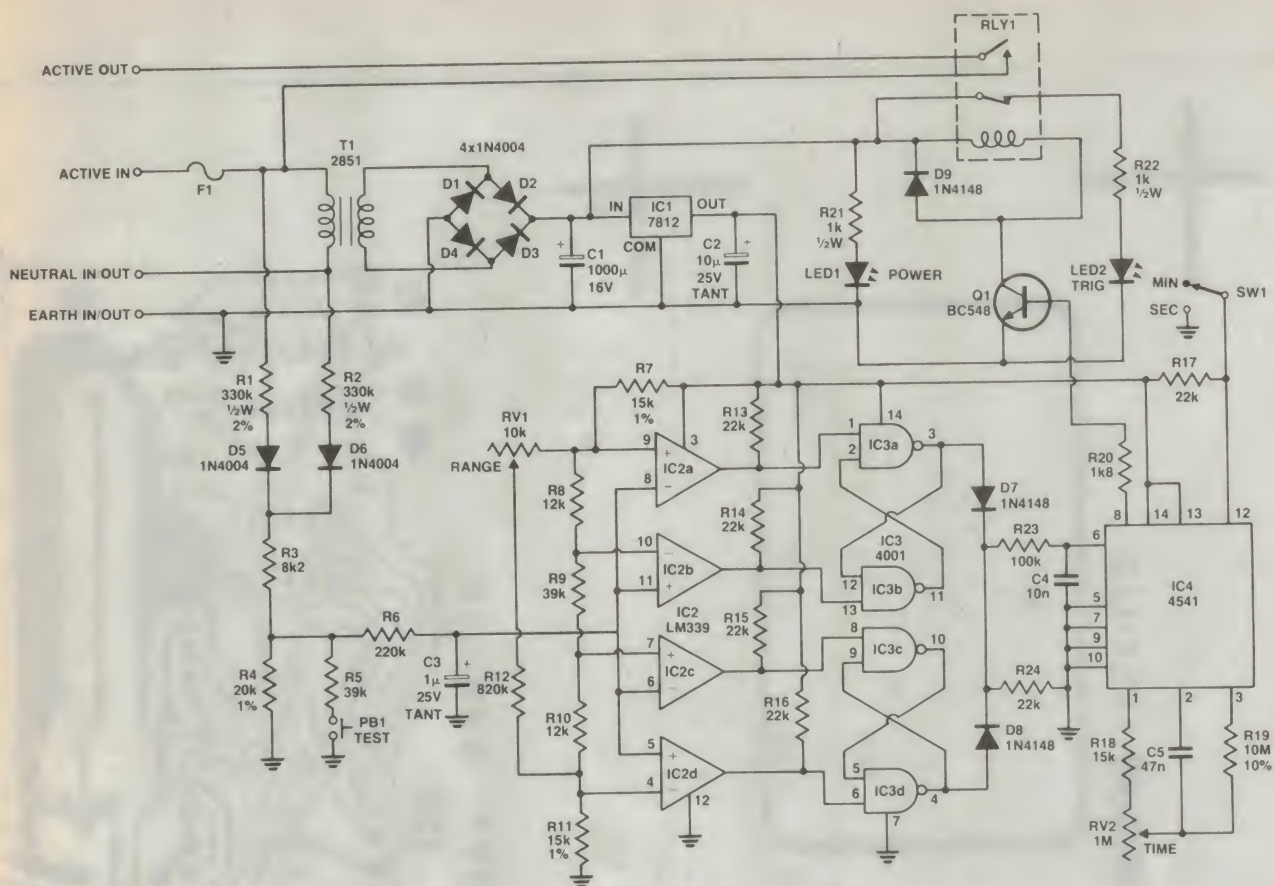 RLY1
ACTIVE OUT
T1
2851
4x1N4004
ACTIVE IN
F1
D1
D2
D4
D3
IN
IC1
7812
OUT
COM
C1
1000µ
16V
C2
10µ
25V
TANT
R21
1k
½W
LED1
POWER
D9
1N4148
R22
1k
½W
LED2
TRIG
Q1
BC548
MIN
SEC
SW1
NEUTRAL IN/OUT
EARTH IN/OUT
R1
330k
½W
2%
R2
330k
½W
2%
D5
1N4004
D6
1N4004
R3
8k2
R4
20k
1%
R5
39k
PB1
TEST
R6
220k
C3
1µ
25V
TANT
RV1
10k
RANGE
R7
15k
1%
R8
12k
R9
39k
R10
12k
R11
15k
1%
R12
820k
9
+
8
−
3
IC2a
10
−
11
+
IC2b
IC2
LM339
7
+
6
−
IC2c
5
+
4
−
IC2d
12
R13
22k
R14
22k
R15
22k
R16
22k
1
2
14
IC3a
3
IC3
4001
12
13
IC3b
11
8
9
IC3c
10
5
6
IC3d
4
7
D7
1N4148
D8
1N4148
R23
100k
R24
22k
C4
10n
R17
22k
R20
1k8
8
14
13
12
6
5
7
9
10
IC4
4541
1
2
3
R18
15k
RV2
1M
TIME
C5
47n
R19
10M
10%